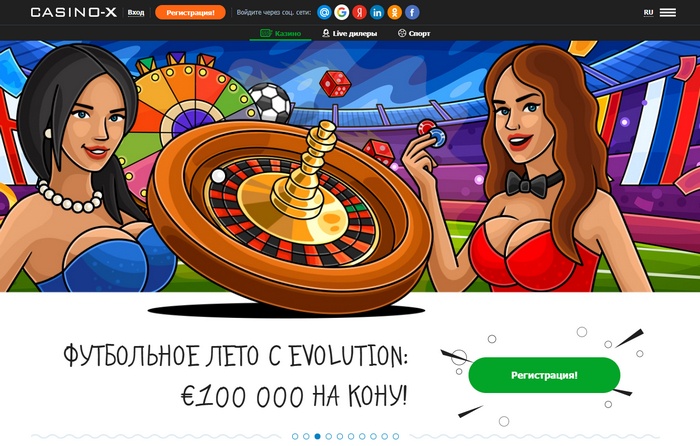 CASINO-X Вход Регистрация! Войдите через соц. сети: @ G Я in f RU
Казино Live дилеры Спорт
ФУТБОЛЬНОЕ ЛЕТО С EVOLUTION:
€100 000 НА КОНУ!
Регистрация!